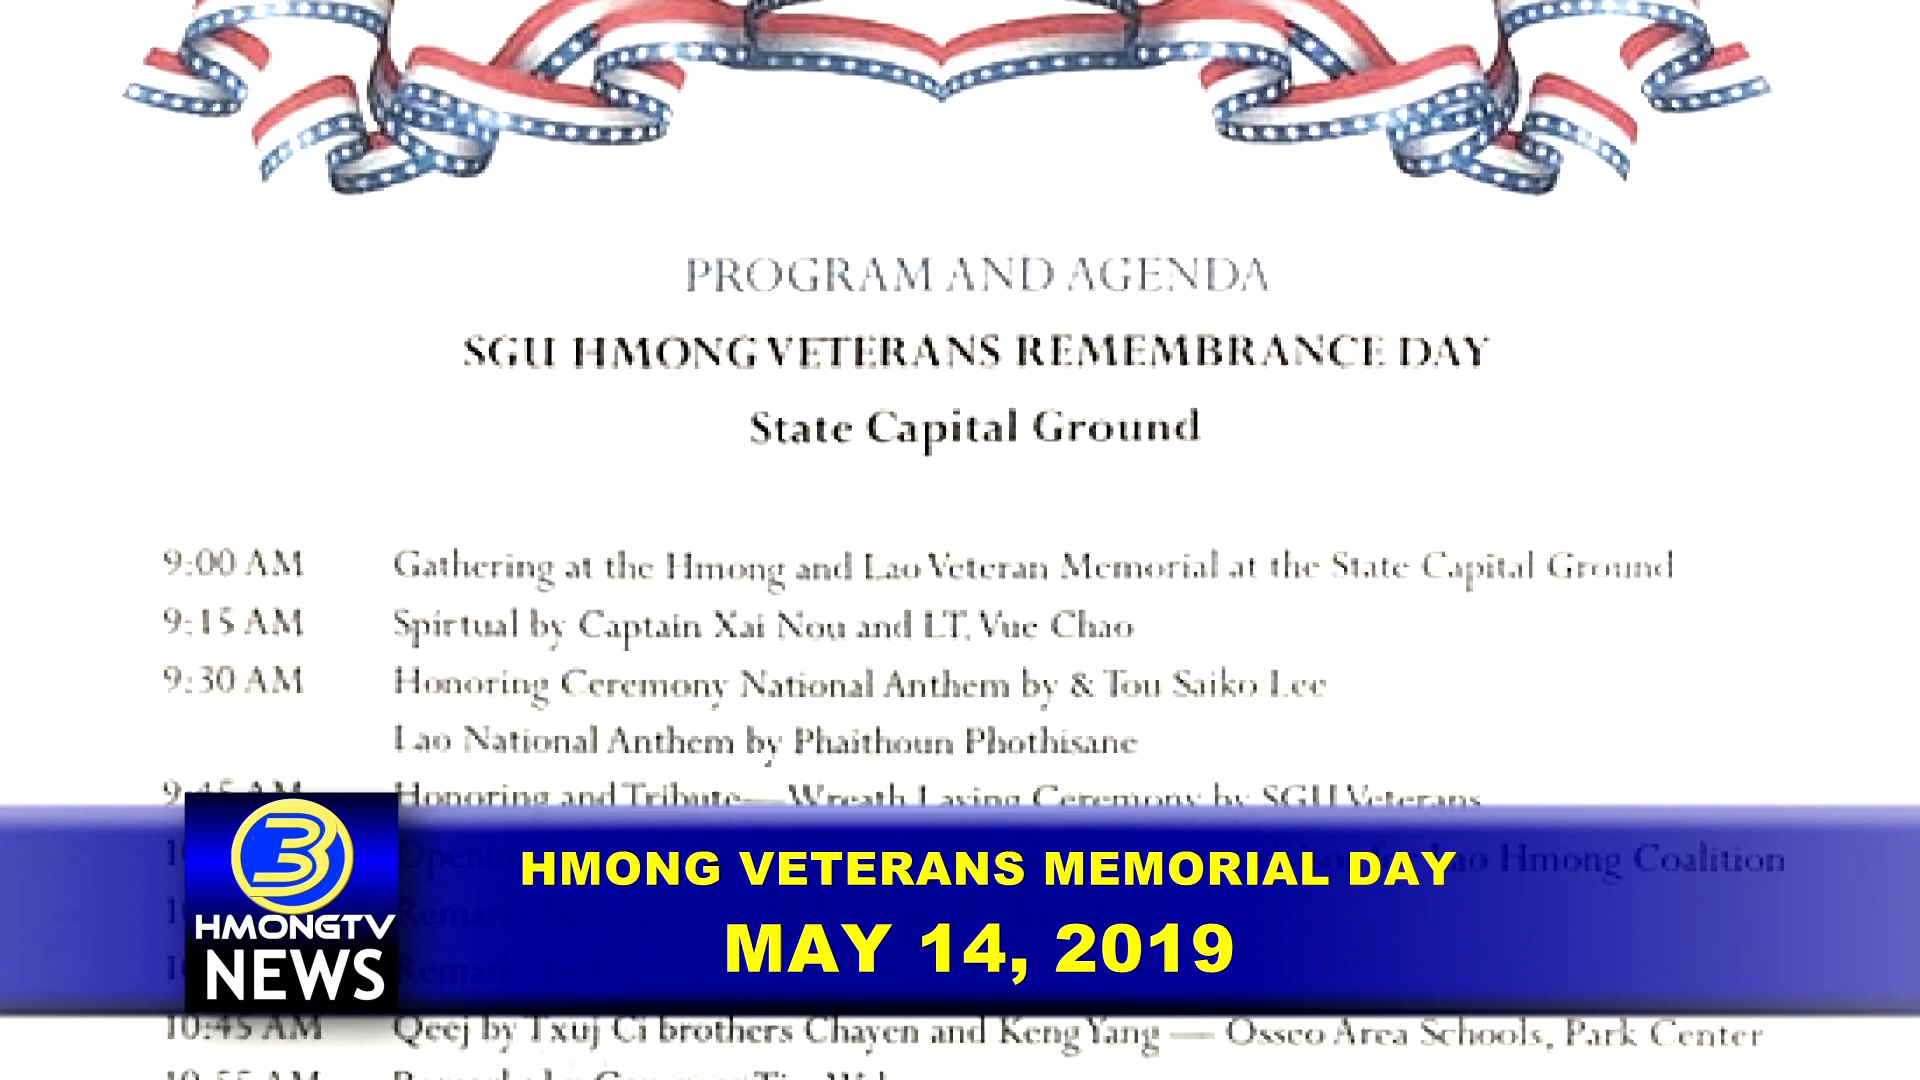 PROGRAM AND AGENDA
SGU HMONG VETERANS REMEMBRANCE DAY
State Capital Ground
9:00 AM Gathering at the Hmong and Lao Veteran Memorial at the State Capital Ground
9:15 AM Spirtual by Captain Xai Nou and LT. Vue Chao
9:30 AM Honoring Ceremony National Anthem by & Tou Saiko Lee
Lao National Anthem by Phaithoun Phothisane
9:45 AM Honoring and Tribute—Wreath Laying Ceremony by SGU Veterans
Lao Hmong Coalition
3
HMONGTV
NEWS
HMONG VETERANS MEMORIAL DAY
MAY 14, 2019
10:45 AM Qeej by Txuj Ci brothers Chayen and Keng Yang — Osseo Area Schools, Park Center